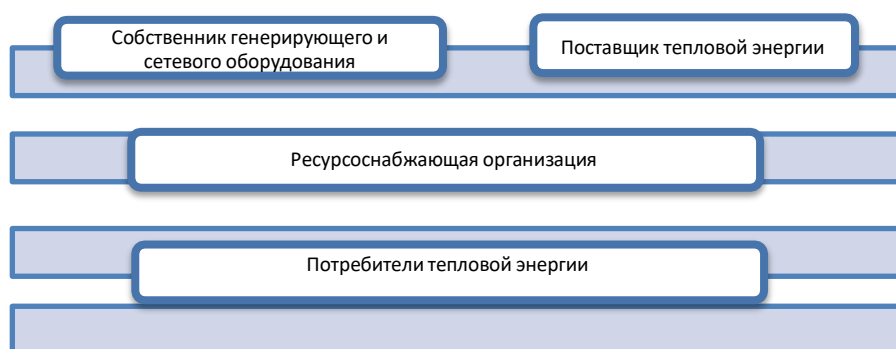 Собственник генерирующего и
сетевого оборудования
Поставщик тепловой энергии
Ресурсоснабжающая организация
Потребители тепловой энергии